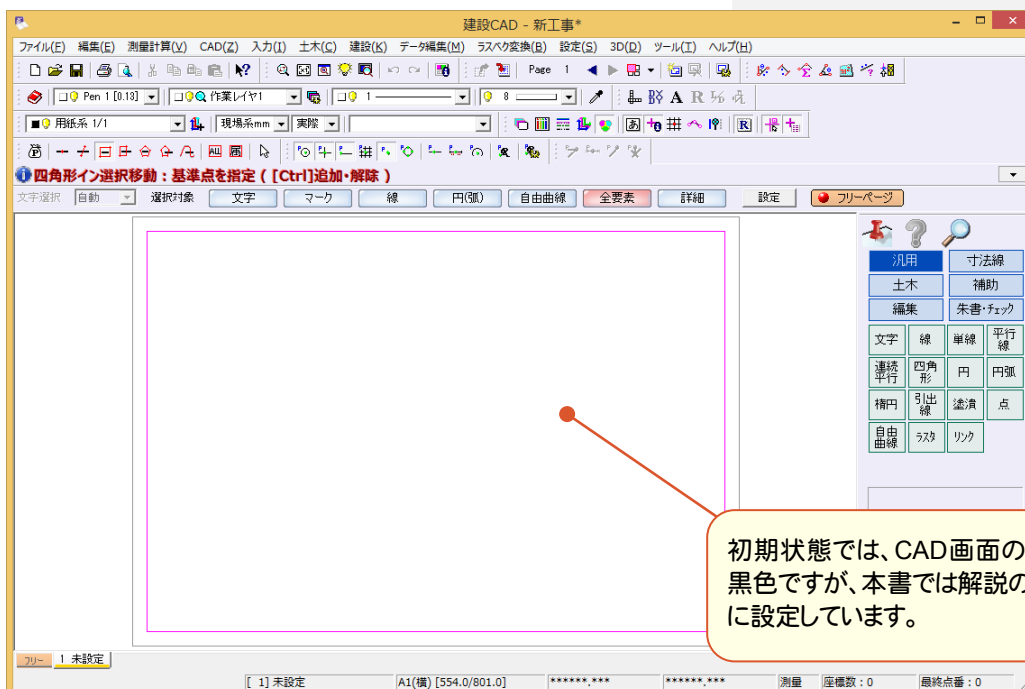 建設CAD - 新工事*
ファイル(F) 編集(E) 測量計算(V) CAD(Z) 入力(I) 土木(C) 建設(K) データ編集(M) ラスベク変換(B) 設定(S) 3D(D) ツール(T) ヘルプ(H)
Page 1
Pen 1 [0.13] 作業レイヤ1 1 8
用紙系 1/1 現場系mm 実際
四角形イン選択移動：基準点を指定 ( [Ctrl]追加・解除 )
文字選択 自動 選択対象 文字 マーク 線 円(弧) 自由曲線 全要素 詳細 設定 フリーページ
汎用 寸法線
土木 補助
編集 朱書・チェック
文字 線 単線 平行線
連続平行 四角形 円 円弧
楕円 引出線 塗潰 点
自由曲線 ラスタ リンク
初期状態では、CAD画面の
黒色ですが、本書では解説の
に設定しています。
フリー 1 未設定
[ 1] 未設定 A1(横) [554.0/801.0] ******.*** ******.*** 測量 座標数：0 最終点番：0